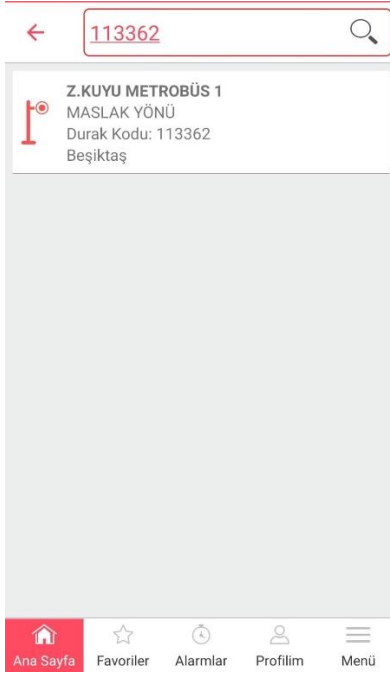 113362
Z.KUYU METROBÜS 1
MASLAK YÖNÜ
Durak Kodu: 113362
Beşiktaş
Ana Sayfa Favoriler Alarmlar Profilim Menü